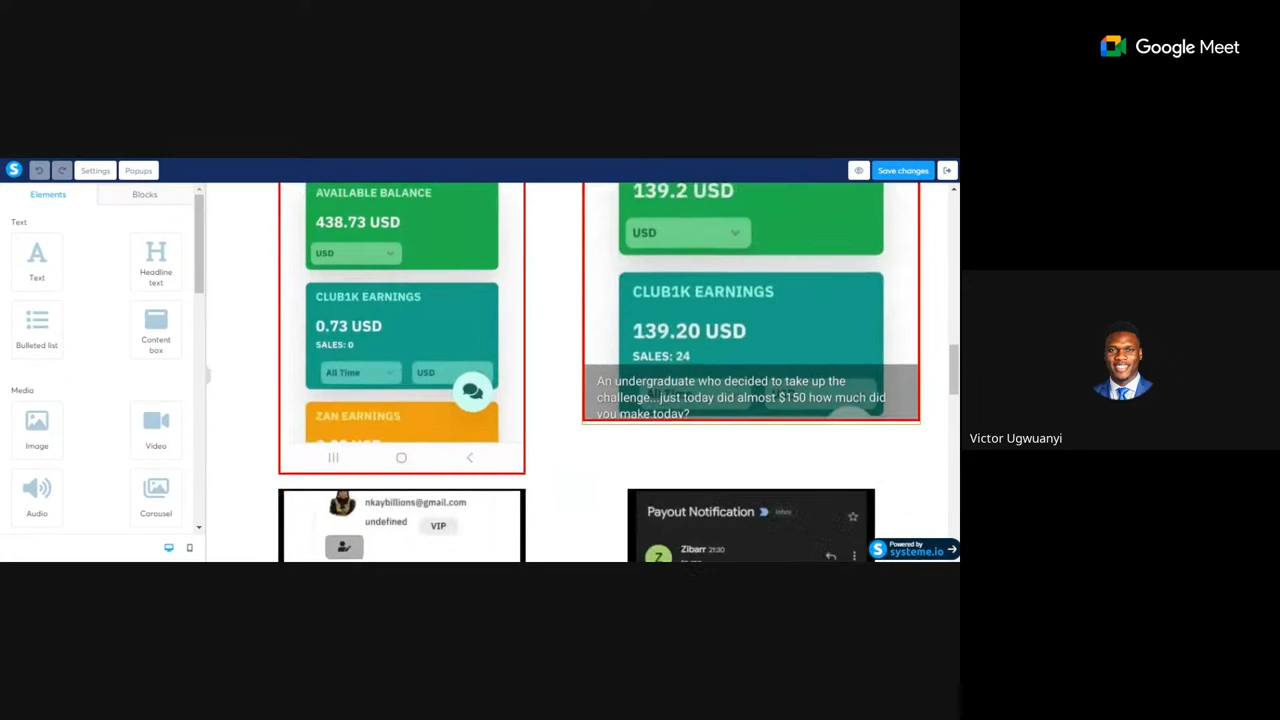 Google Meet
Settings
Popups
Save changes
Elements
Blocks
Text
Text
Headline
text
Bulleted list
Content
box
Media
Image
Video
Audio
Carousel
AVAILABLE BALANCE
438.73 USD
USD
CLUB1K EARNINGS
0.73 USD
SALES: 0
All Time
USD
ZAN EARNINGS
139.2 USD
USD
CLUB1K EARNINGS
139.20 USD
SALES: 24
An undergraduate who decided to take up the
challenge...just today did almost $150 how much did
you make today?
nkaybillions@gmail.com
undefined
VIP
Payout Notification
Inbox
Z
Zibarr 21:30
Powered by
systeme.io
Victor Ugwuanyi